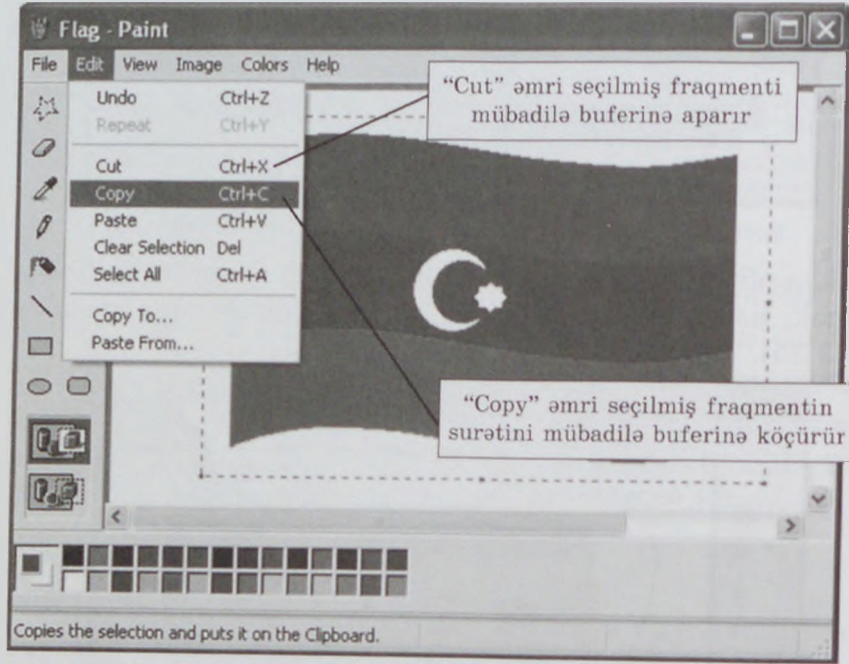 Flag - Paint
File Edit View Image Colors Help
Undo Ctrl+Z
Repeat Ctrl+Y
Cut Ctrl+X
Copy Ctrl+C
Paste Ctrl+V
Clear Selection Del
Select All Ctrl+A
Copy To...
Paste From...
“Cut” əmri seçilmiş fraqmenti
mübadilə buferinə aparır
“Copy” əmri seçilmiş fraqmentin
surətini mübadilə buferinə köçürür
Copies the selection and puts it on the Clipboard.